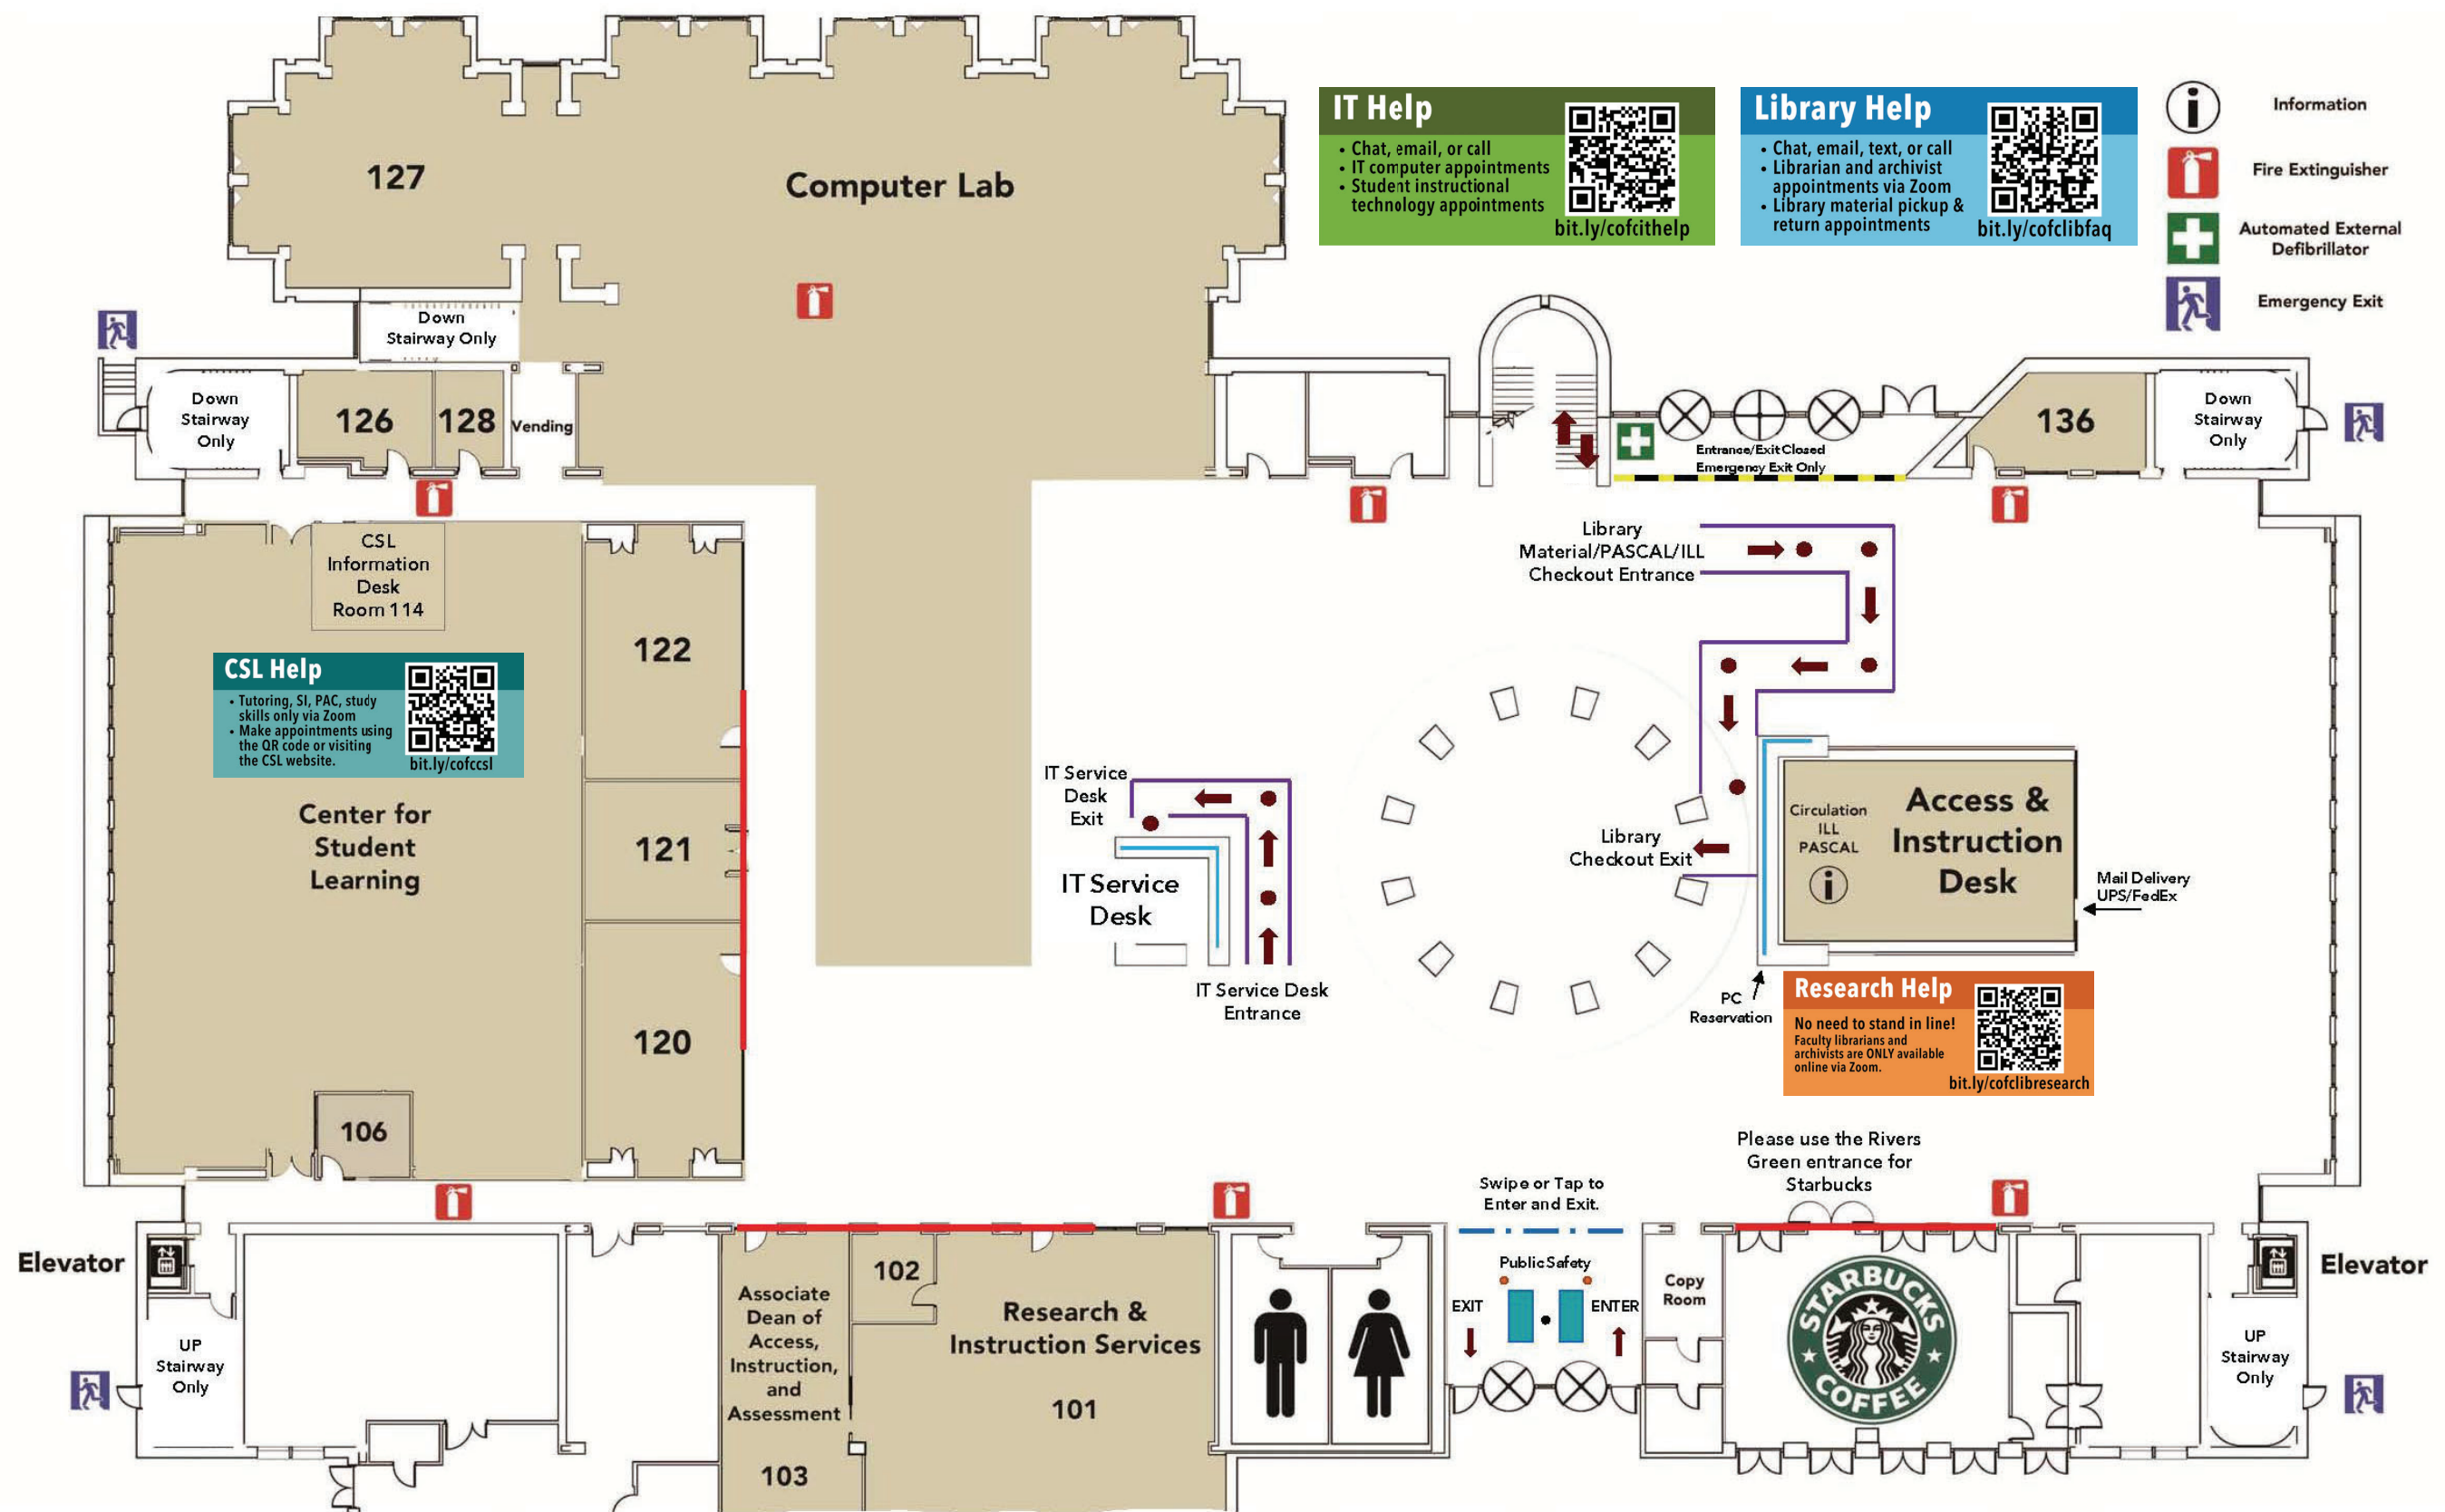 127
Computer Lab
IT Help
• Chat, email, or call
• IT computer appointments
• Student instructional
technology appointments
bit.ly/cofcithelp
Library Help
• Chat, email, text, or call
• Librarian and archivist
appointments via Zoom
• Library material pickup &
return appointments
bit.ly/cofclibfaq
Information
Fire Extinguisher
Automated External
Defibrillator
Emergency Exit
Down
Stairway Only
Down
Stairway
Only
126
128
Vending
Entrance/Exit Closed
Emergency Exit Only
136
Down
Stairway
Only
CSL
Information
Desk
Room 114
122
Library
Material/PASCAL/ILL
Checkout Entrance
CSL Help
• Tutoring, SI, PAC, study
skills only via Zoom
• Make appointments using
the QR code or visiting
the CSL website.
bit.ly/cofccsl
Center for
Student
Learning
121
120
106
IT Service
Desk
Exit
IT Service
Desk
IT Service Desk
Entrance
Library
Checkout Exit
Circulation
ILL
PASCAL
Access &
Instruction
Desk
Mail Delivery
UPS/FedEx
PC
Reservation
Research Help
No need to stand in line!
Faculty librarians and
archivists are ONLY available
online via Zoom.
bit.ly/cofclibresearch
Please use the Rivers
Green entrance for
Starbucks
Swipe or Tap to
Enter and Exit.
Elevator
UP
Stairway
Only
Associate
Dean of
Access,
Instruction,
and
Assessment
103
102
Research &
Instruction Services
101
Public Safety
EXIT
ENTER
Copy
Room
STARBUCKS
COFFEE
Elevator
UP
Stairway
Only